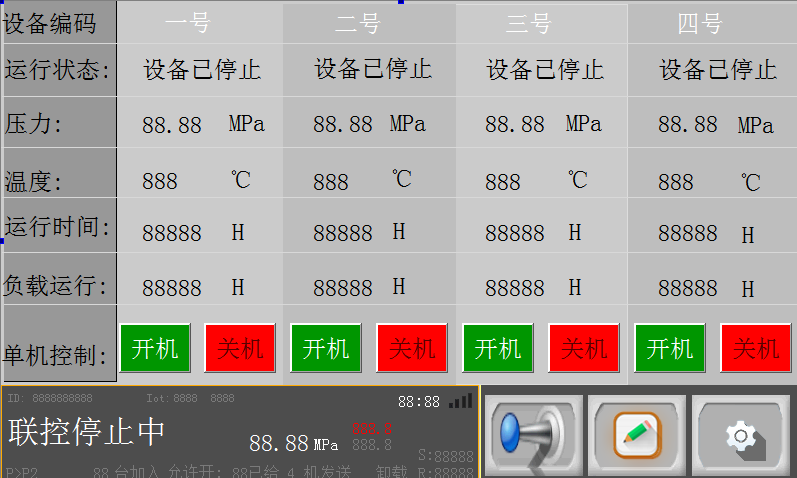 设备编码 一号 二号 三号 四号
运行状态: 设备已停止 设备已停止 设备已停止 设备已停止
压力: 88.88 MPa 88.88 MPa 88.88 MPa 88.88 MPa
温度: 888 ℃ 888 ℃ 888 ℃ 888 ℃
运行时间: 88888 H 88888 H 88888 H 88888 H
负载运行: 88888 H 88888 H 88888 H 88888 H
单机控制: 开机 关机 开机 关机 开机 关机 开机 关机
ID: 8888888888 Iot:8888 8888 88:88
联控停止中 88.88 MPa
888.8
888.8
S:88888
P>P2 88 台加入 允许开: 88已给 4 机发送 卸载 R:88888